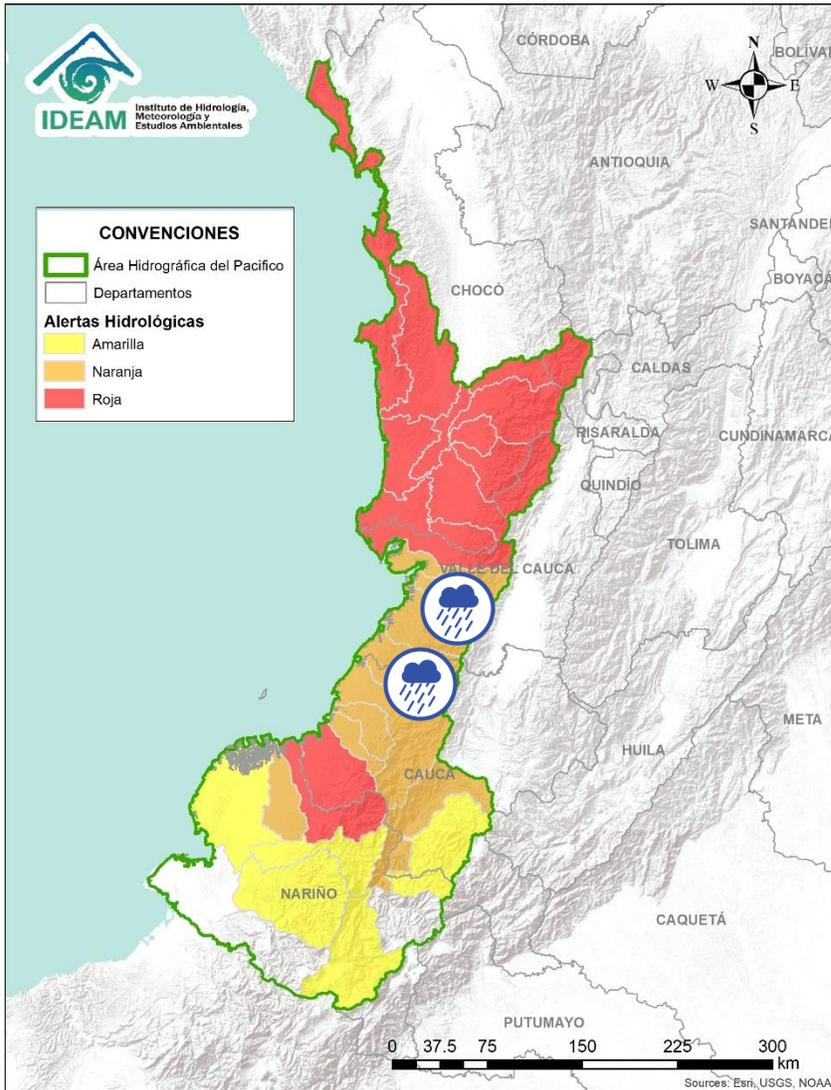 IDEAM
Instituto de Hidrología,
Meteorología y
Estudios Ambientales
CÓRDOBA
BOLÍVA
N
W
E
S
ANTIOQUIA
SANTANDER
BOYACÁ
CONVENCIONES
Área Hidrográfica del Pacifico
Departamentos
Alertas Hidrológicas
Amarilla
Naranja
Roja
CHOCÓ
CALDAS
RISARALDA
CUNDINAMARCA
QUINDÍO
TOLIMA
VALLE DEL CAUCA
META
HUILA
CAUCA
NARIÑO
CAQUETÁ
PUTUMAYO
0 37.5 75 150 225 300
km
Sources: Esri, USGS, NOAA